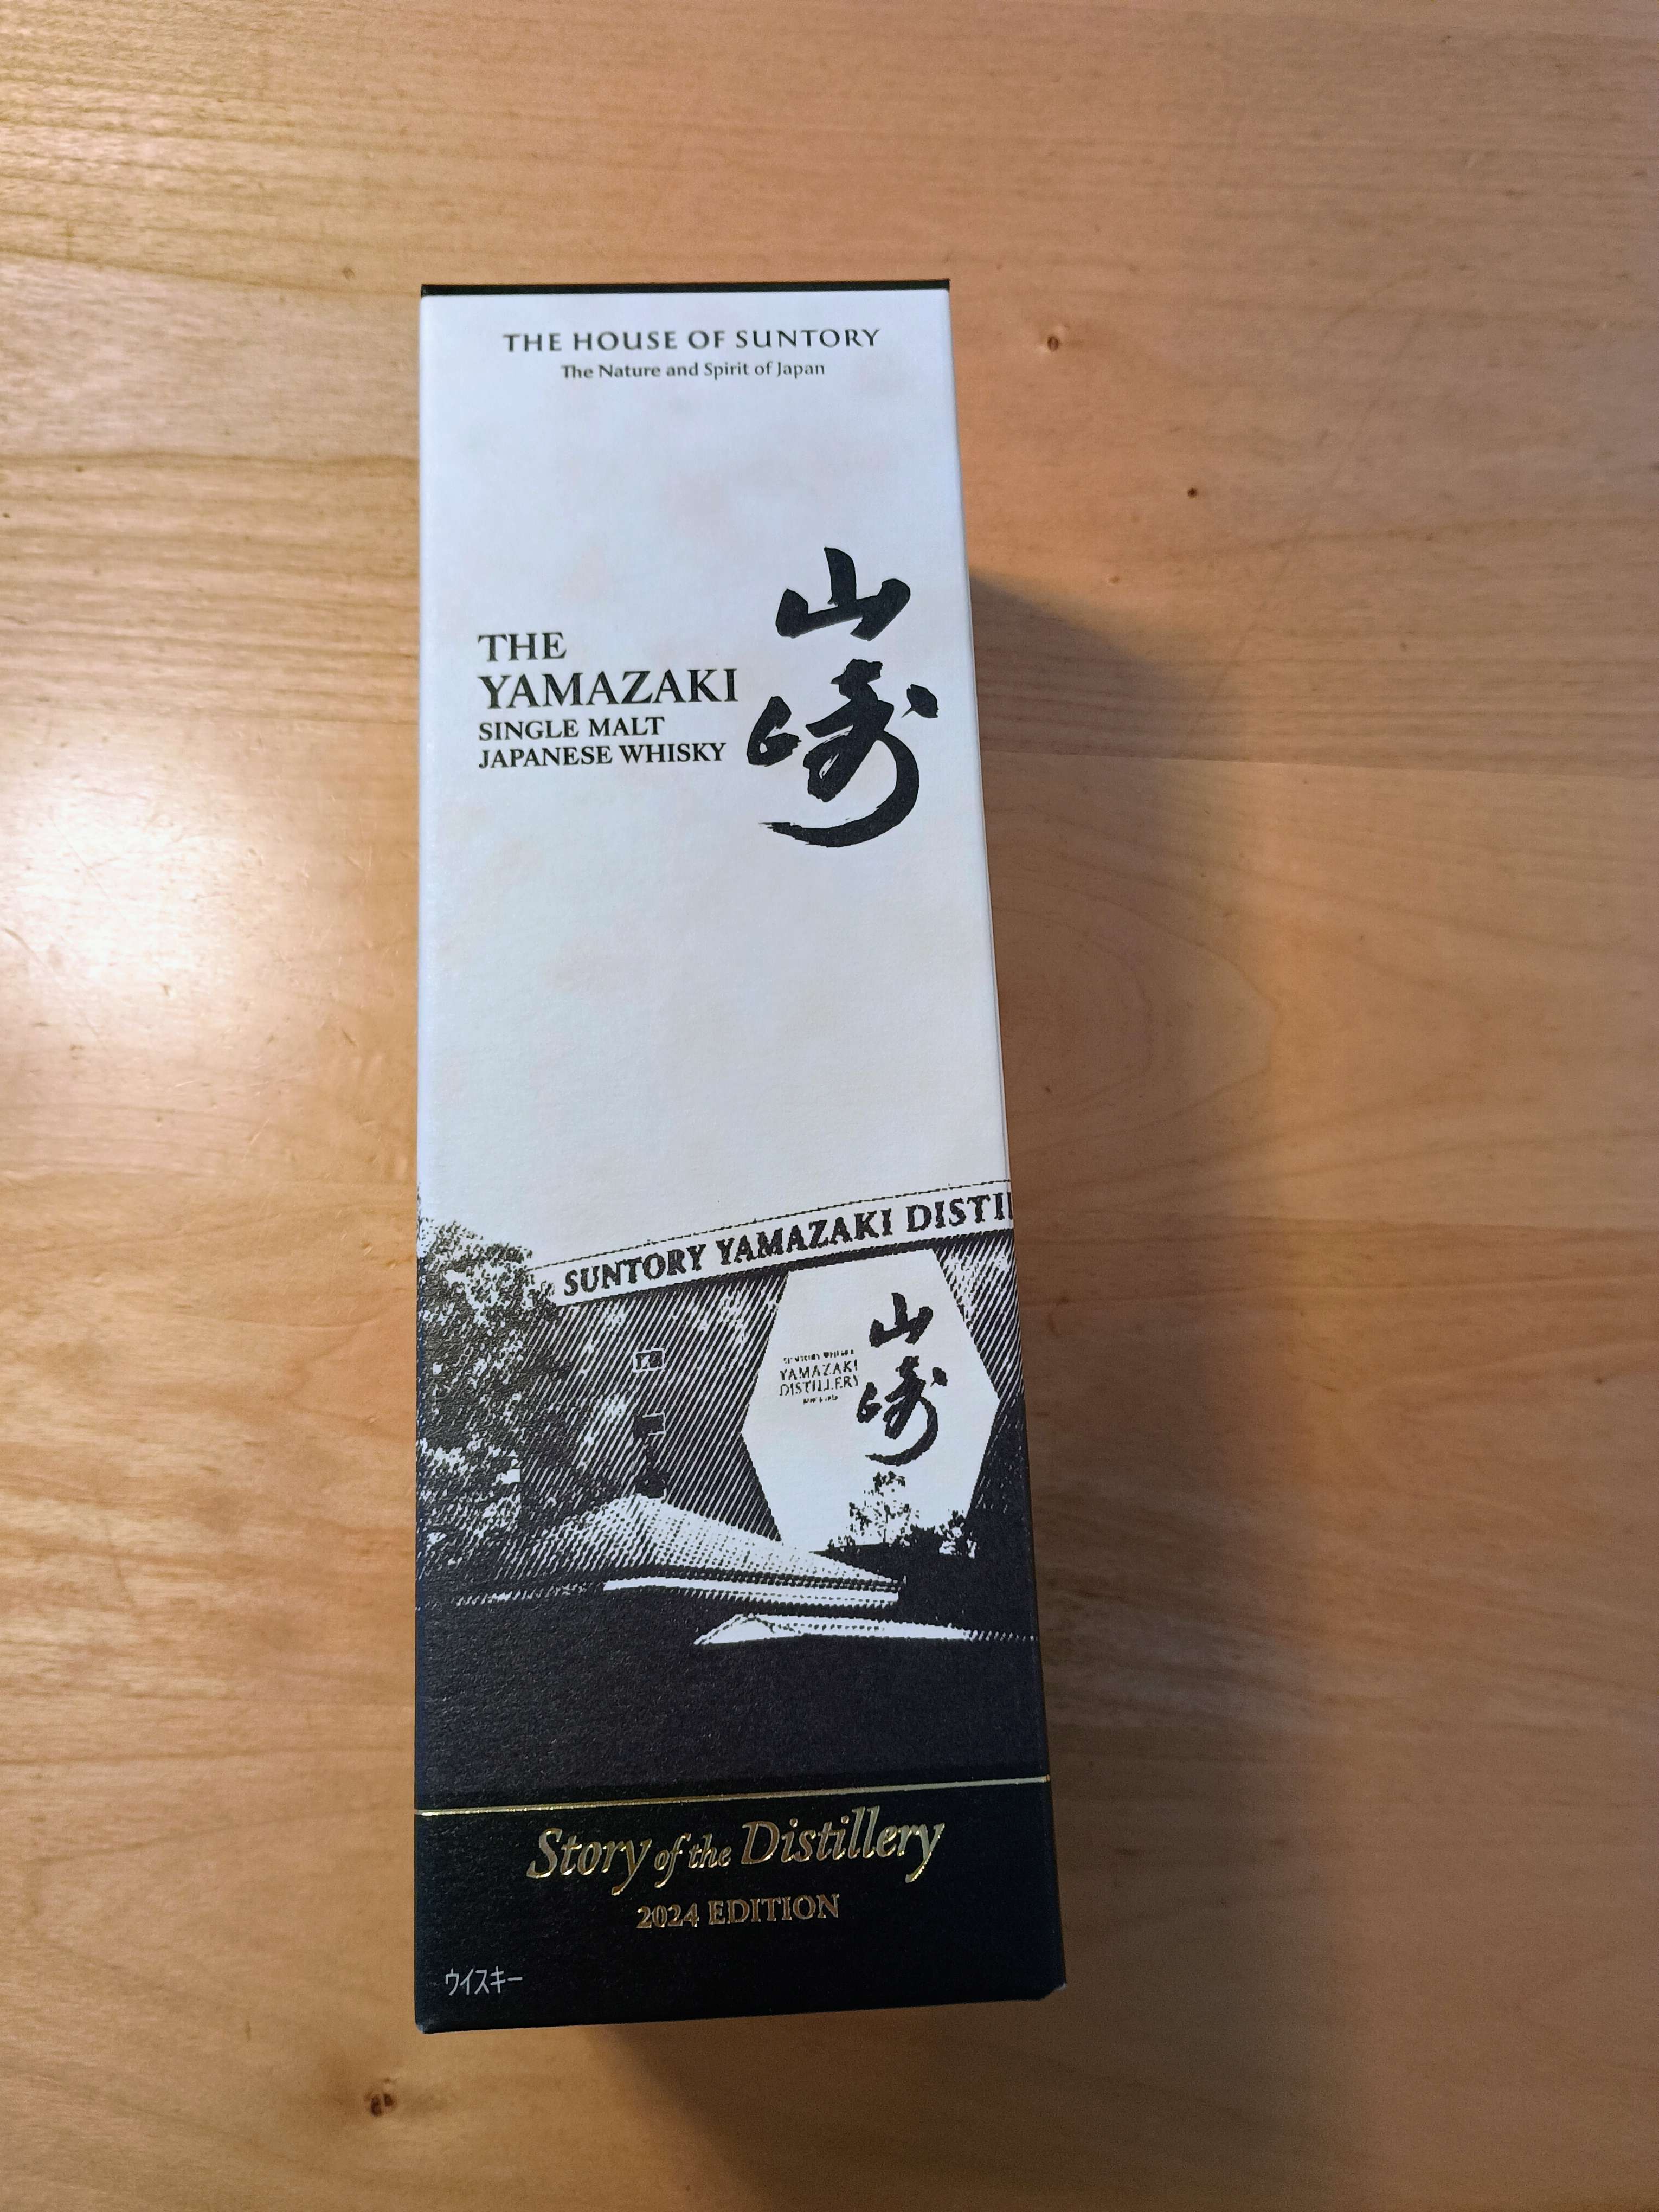 THE HOUSE OF SUNTORY
The Nature and Spirit of Japan
THE
YAMAZAKI
SINGLE MALT
JAPANESE WHISKY
山崎
SUNTORY YAMAZAKI DISTIL
YAMAZAKI
DISTILLERY
山崎
Story of the Distillery
2024 EDITION
ウイスキー